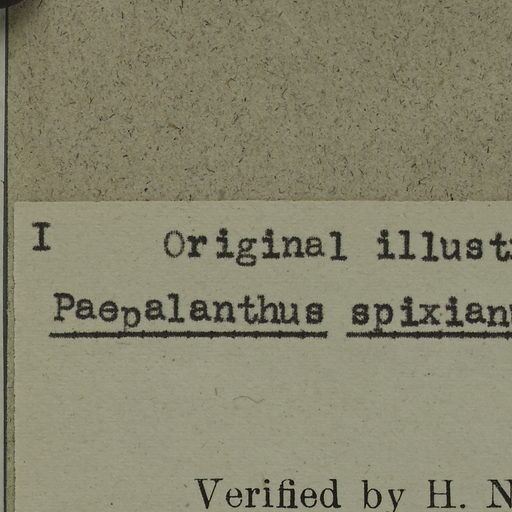 I Original illust
Paepalanthus spixian
Verified by H. N